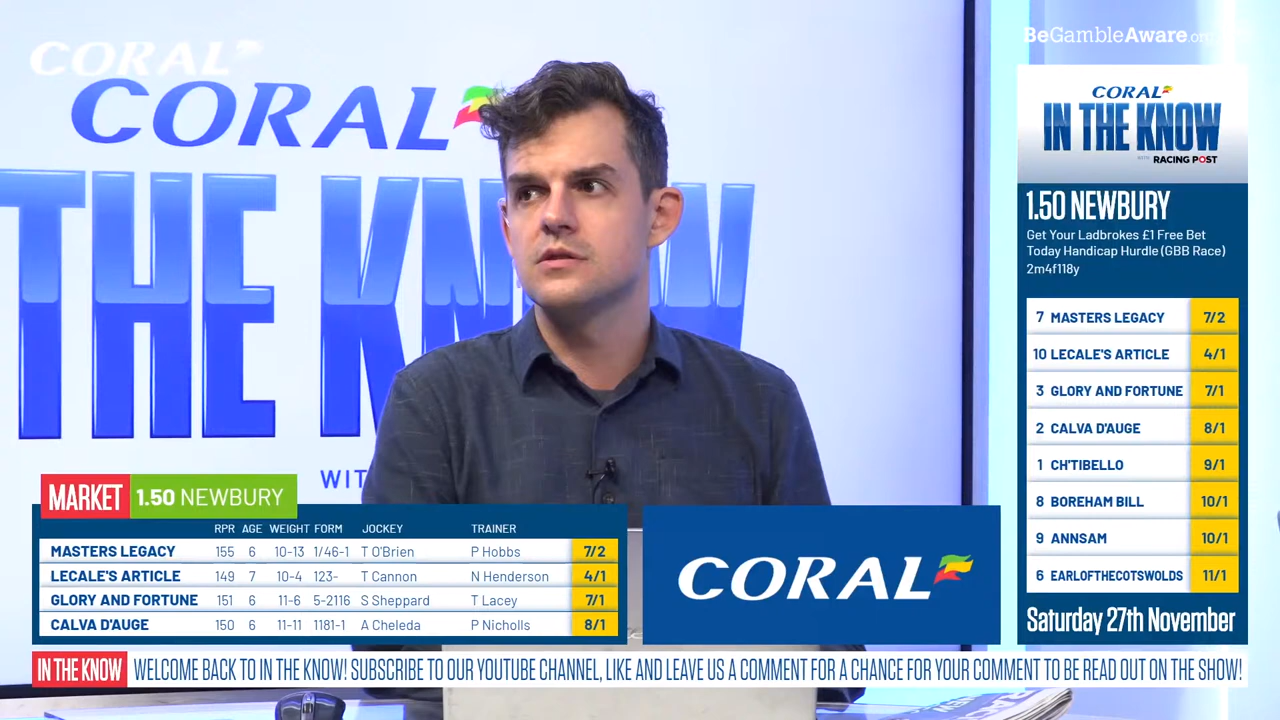 CORAL
BeGambleAware.org
CORAL
THE KNOW
WIT
CORAL
IN THE KNOW
WITH RACING POST
1.50 NEWBURY
Get Your Ladbrokes £1 Free Bet
Today Handicap Hurdle (GBB Race)
2m4f118y
7 MASTERS LEGACY 7/2
10 LECALE'S ARTICLE 4/1
3 GLORY AND FORTUNE 7/1
2 CALVA D'AUGE 8/1
1 CH'TIBELLO 9/1
8 BOREHAM BILL 10/1
9 ANNSAM 10/1
6 EARLOFTHECOTSWOLDS 11/1
Saturday 27th November
MARKET 1.50 NEWBURY
RPR AGE WEIGHT FORM JOCKEY TRAINER
MASTERS LEGACY 155 6 10-13 1/46-1 T O'Brien P Hobbs 7/2
LECALE'S ARTICLE 149 7 10-4 123- T Cannon N Henderson 4/1
GLORY AND FORTUNE 151 6 11-6 5-2116 S Sheppard T Lacey 7/1
CALVA D'AUGE 150 6 11-11 1181-1 A Cheleda P Nicholls 8/1
CORAL
IN THE KNOW WELCOME BACK TO IN THE KNOW! SUBSCRIBE TO OUR YOUTUBE CHANNEL, LIKE AND LEAVE US A COMMENT FOR A CHANCE FOR YOUR COMMENT TO BE READ OUT ON THE SHOW!